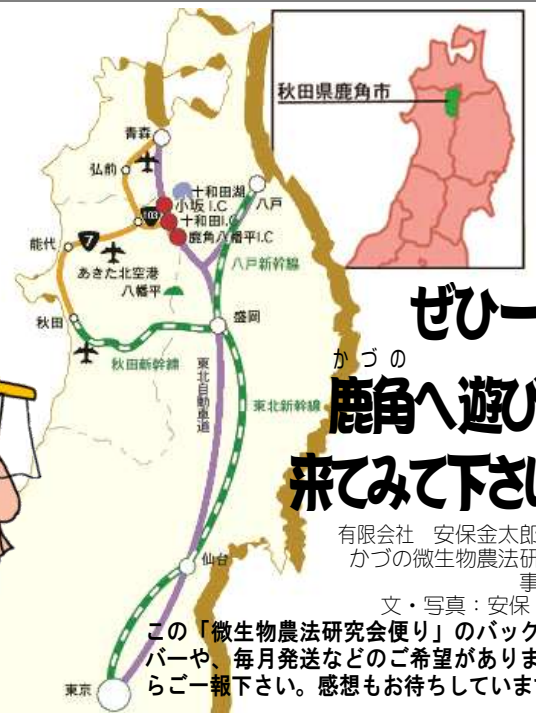 秋田県鹿角市
青森
弘前
十和田湖
八戸
小坂 I.C
103
十和田I.C
鹿角八幡平I.C
能代
7
あきた北空港
八幡平
八戸新幹線
秋田
盛岡
秋田新幹線
東北自動車道
東北新幹線
仙台
東京
ぜひ一
かづの
鹿角へ遊び
来てみて下さい
有限会社 安保金太郎
かづの微生物農法研
事
文・写真：安保
この「微生物農法研究会便り」のバック
バーや、毎月発送などのご希望がありま
らご一報下さい。感想もお待ちしていま